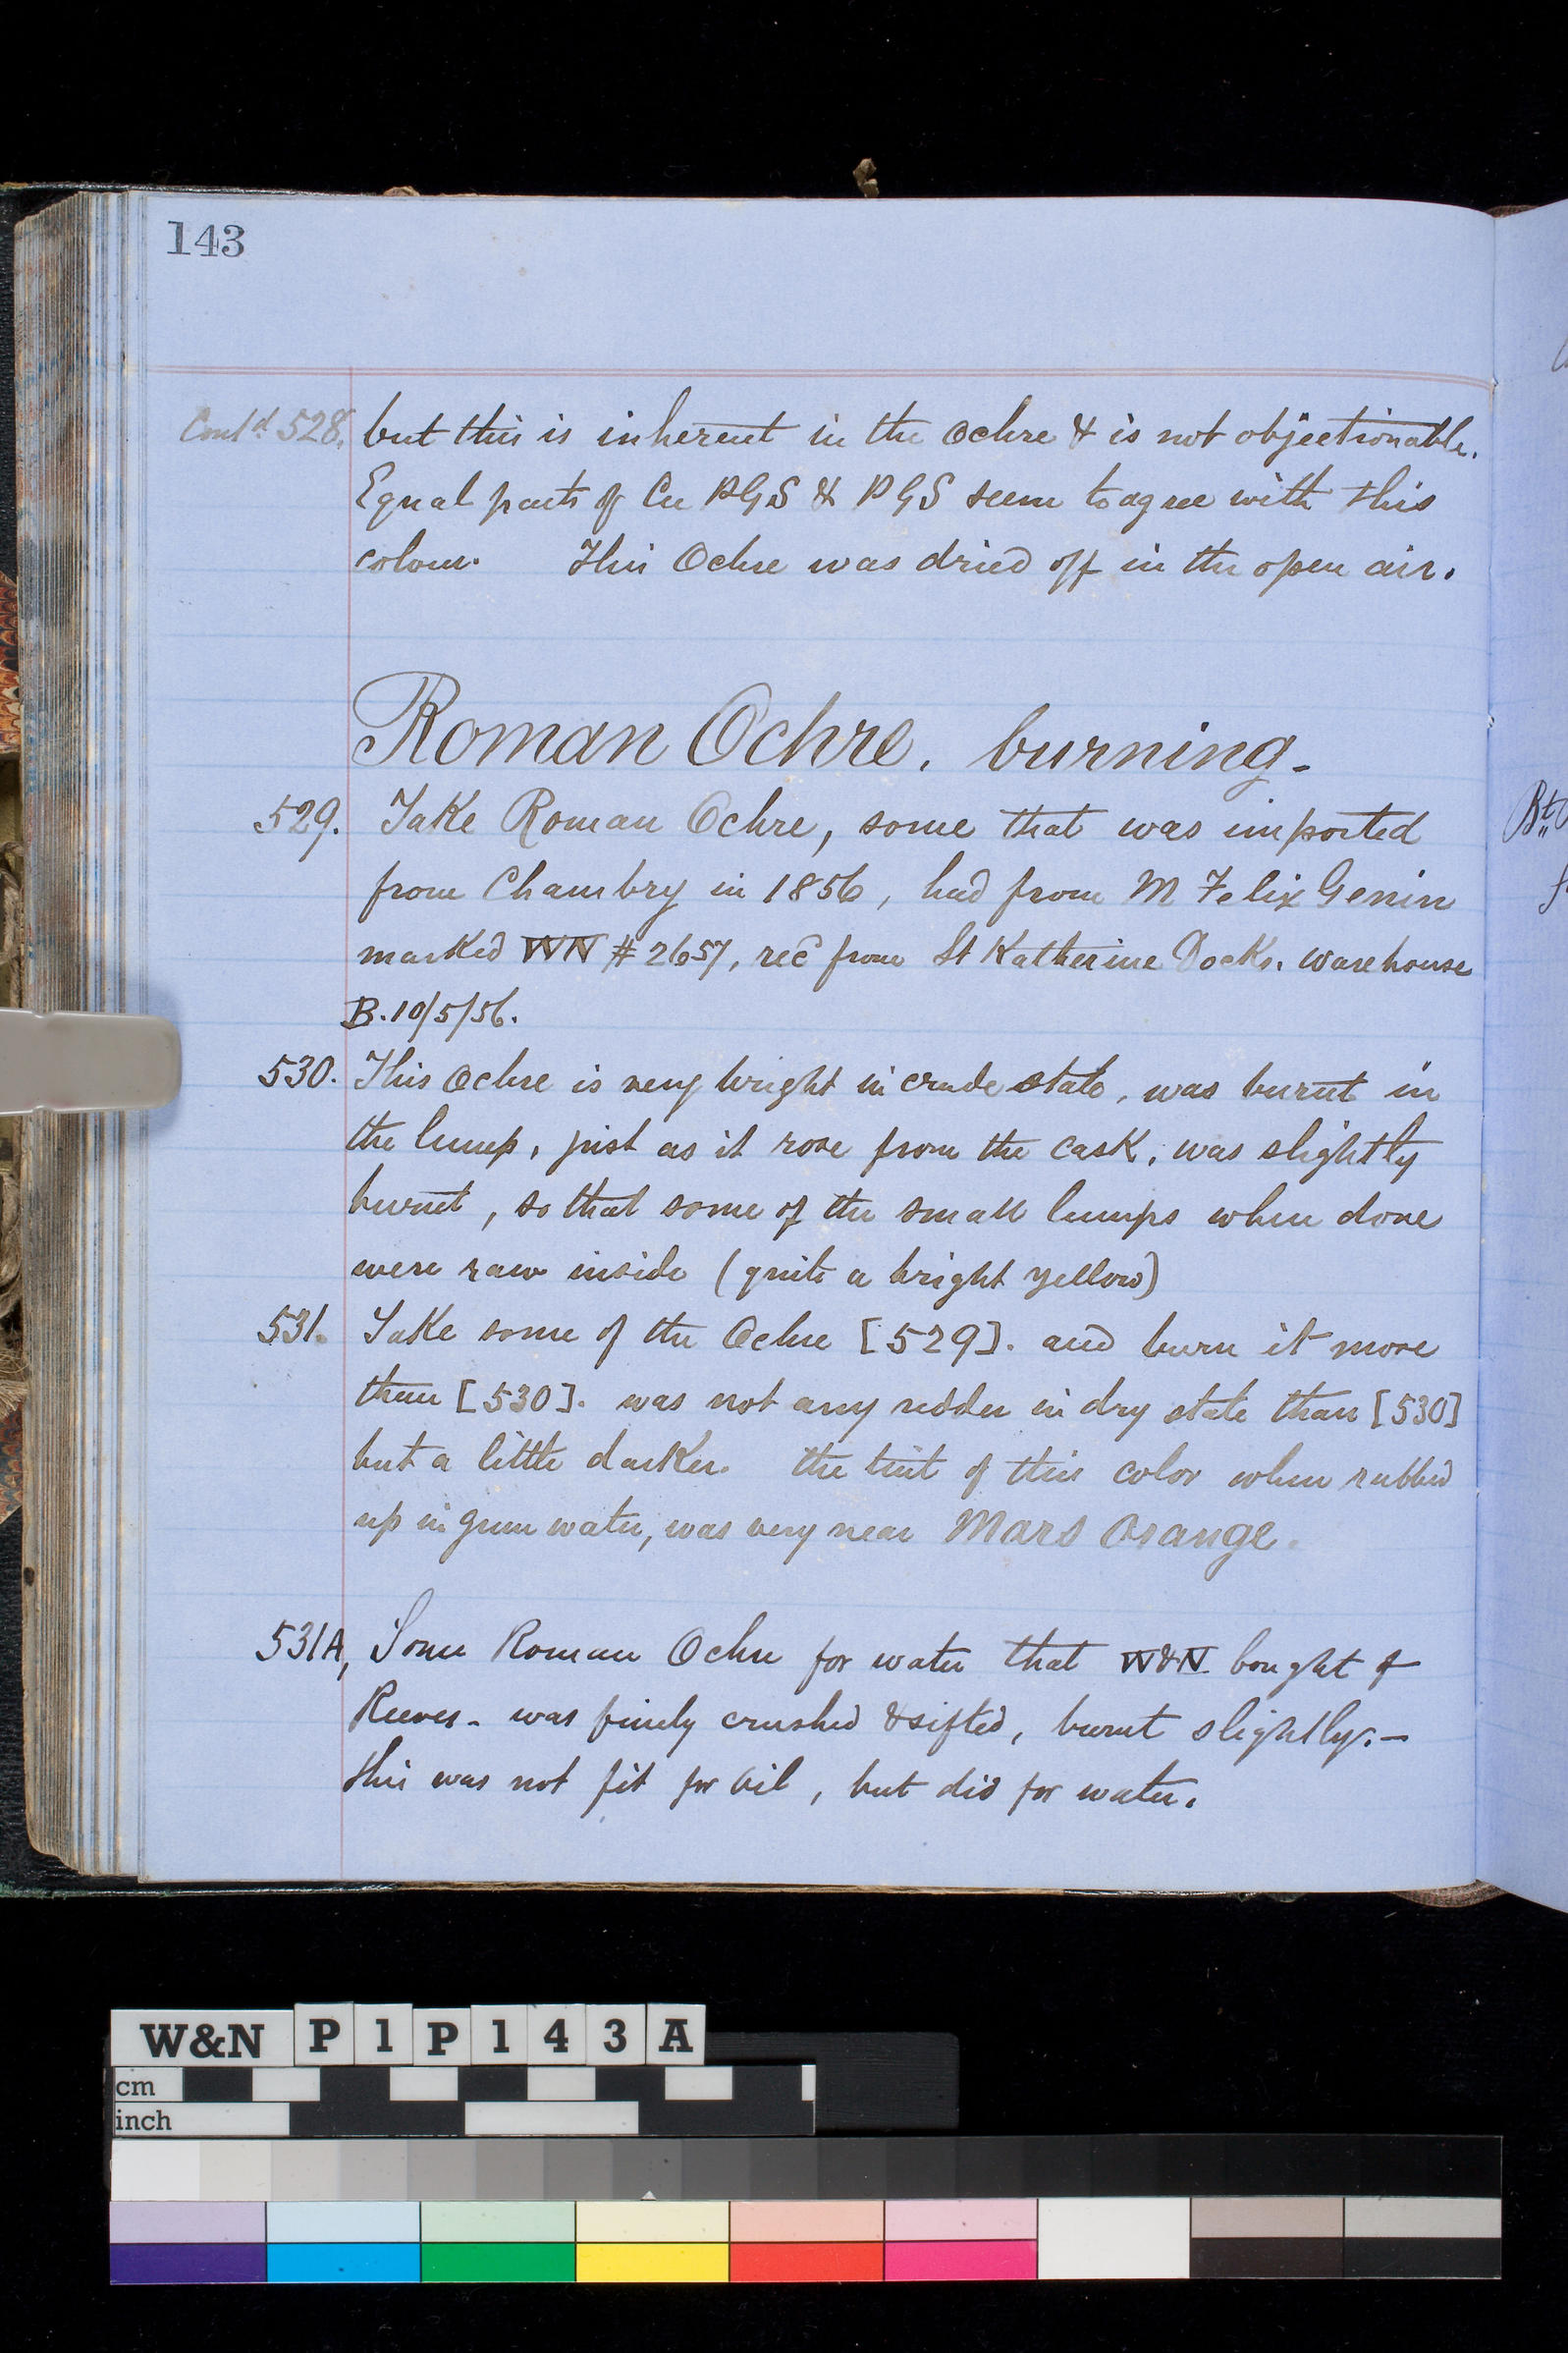 143
Contd. 528. but this is inherent in the Ochre & is not objectionable.
Equal parts of Cu PGS & PGS seem to agree with this
colour. This Ochre was dried off in the open air.
Roman Ochre. burning.
529. Take Roman Ochre, some that was imported
from Chambry in 1856, had from M Felix Genin
marked WN # 2657, rec from St Katherine Docks. warehouse
B. 10/5/56.
530. This Ochre is very bright in crude state, was burnt in
the lump, just as it rose from the cask, was slightly
burnt, so that some of the small lumps when done
were raw inside (quite a bright yellow)
531. Take some of the Ochre [529]. and burn it more
than [530]. was not any redder in dry state than [530]
but a little darker. the tint of this color when rubbed
up in gum water, was very near Mars Orange.
531A, Some Roman Ochre for water that W&N bought of
Reeves - was finely crushed & sifted, burnt slightly. -
this was not fit for Oil, but did for water.
Bt
W&N P1P143A
cm
inch